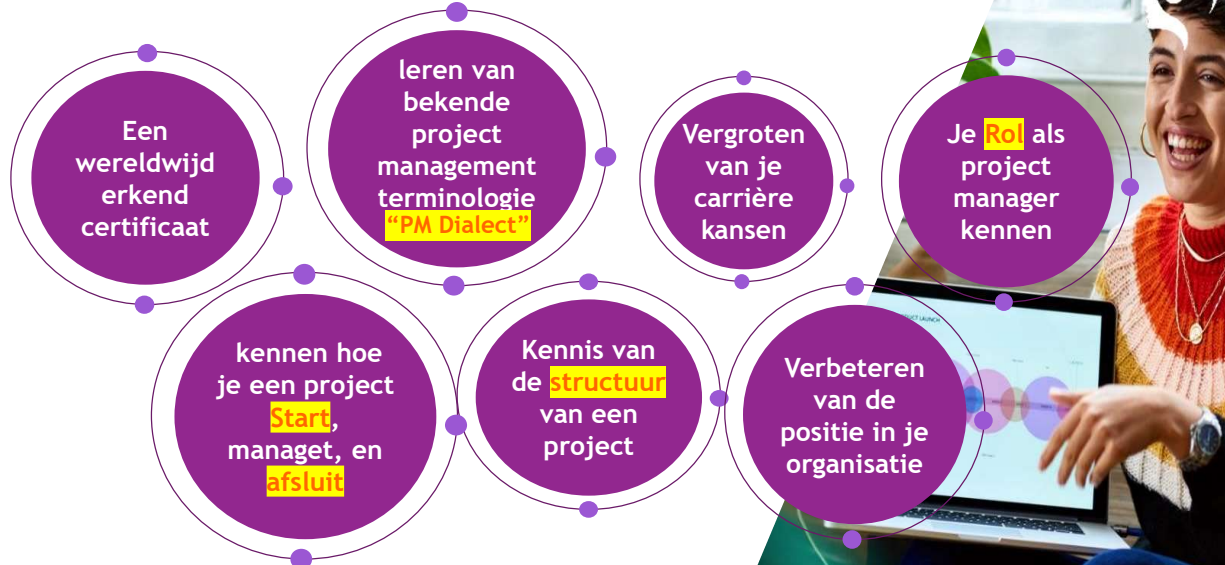 Een
wereldwijd
erkend
certificaat
leren van
bekende
project
management
terminologie
“PM Dialect”
Vergroten
van je
carrière
kansen
Je Rol als
project
manager
kennen
kennen hoe
je een project
Start,
managet, en
afsluit
Kennis van
de structuur
van een
project
Verbeteren
van de
positie in je
organisatie